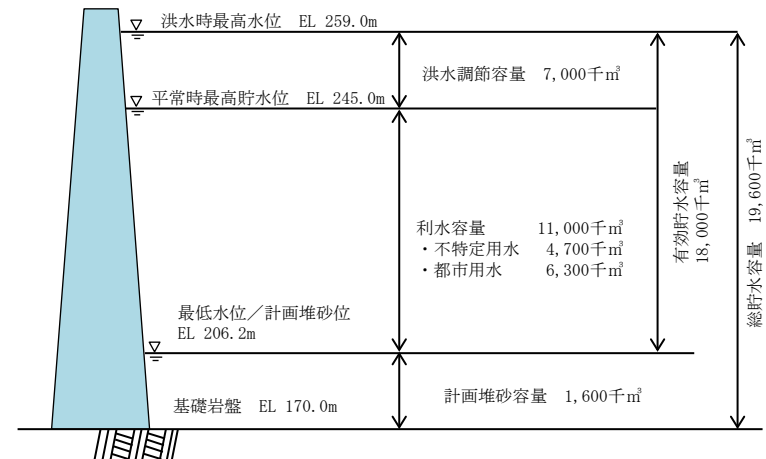 洪水時最高水位 EL 259.0m
洪水調節容量 7,000千㎥
平常時最高貯水位 EL 245.0m
利水容量 11,000千㎥
・不特定用水 4,700千㎥
・都市用水 6,300千㎥
有効貯水容量
18,000千㎥
総貯水容量 19,600千㎥
最低水位／計画堆砂位
EL 206.2m
計画堆砂容量 1,600千㎥
基礎岩盤 EL 170.0m